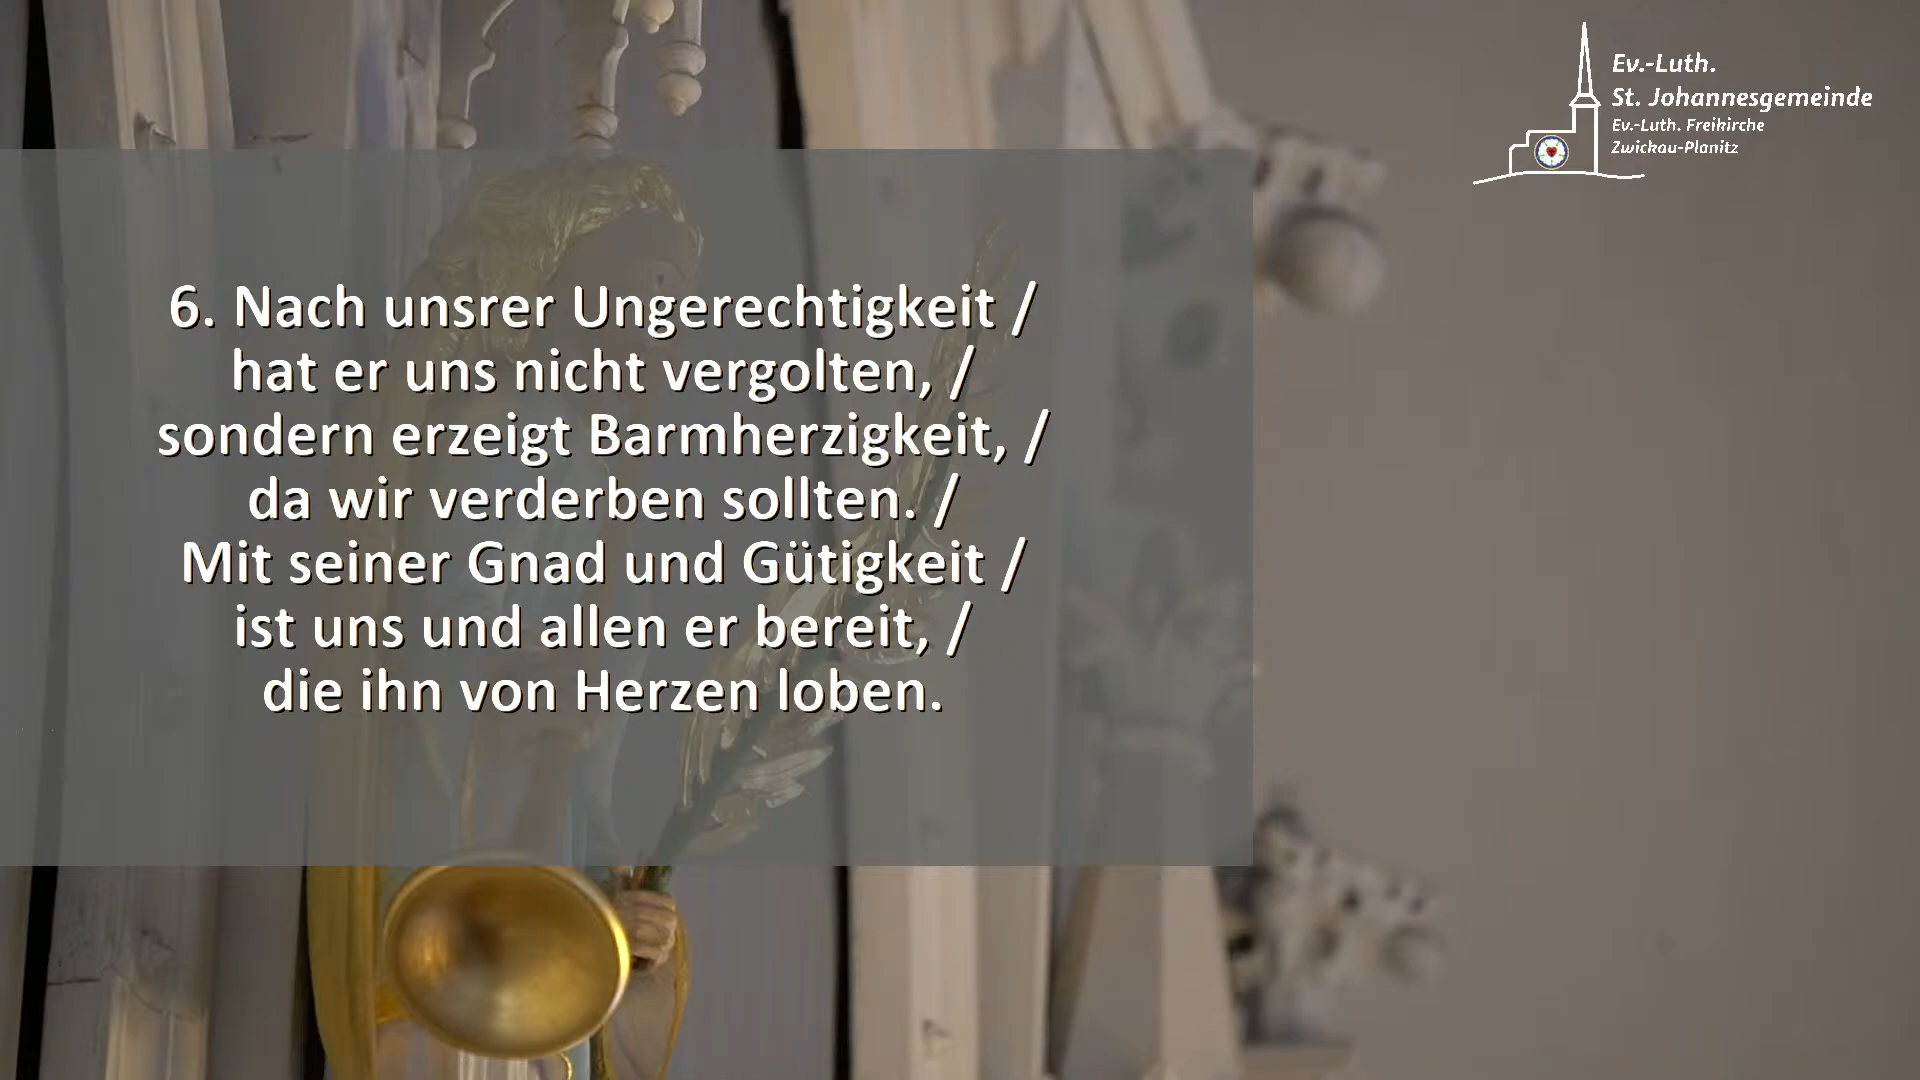 Ev.-Luth.
St. Johannesgemeinde
Ev.-Luth. Freikirche
Zwickau-Planitz
6. Nach unsrer Ungerechtigkeit /
hat er uns nicht vergolten, /
sondern erzeigt Barmherzigkeit, /
da wir verderben sollten. /
Mit seiner Gnad und Gütigkeit /
ist uns und allen er bereit, /
die ihn von Herzen loben.